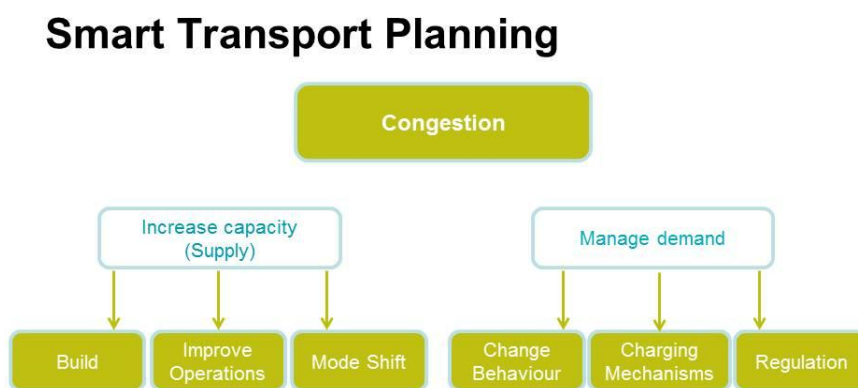 Smart Transport Planning
Congestion
Increase capacity
(Supply)
Manage demand
Build
Improve
Operations
Mode Shift
Change
Behaviour
Charging
Mechanisms
Regulation